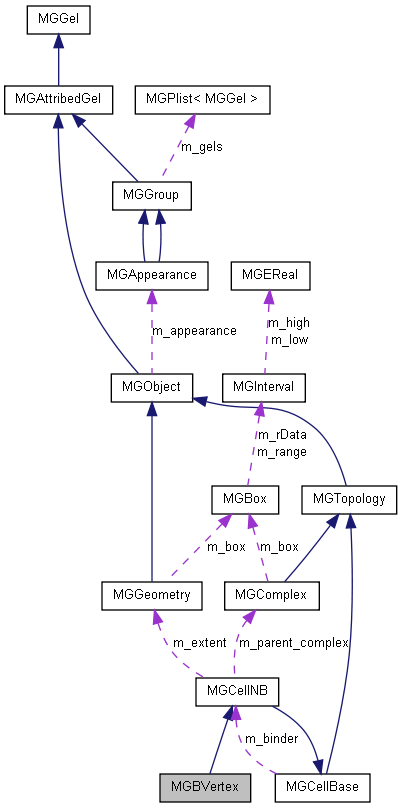 MGGel
MGAttribedGel
MGPlist< MGGel >
m_gels
MGGroup
MGAppearance
MGEReal
m_appearance
m_high
m_low
MGObject
MGInterval
m_rData
m_range
MGBox
MGTopology
m_box
m_box
MGGeometry
MGComplex
m_extent
m_parent_complex
MGCellNB
m_binder
MGBVertex
MGCellBase